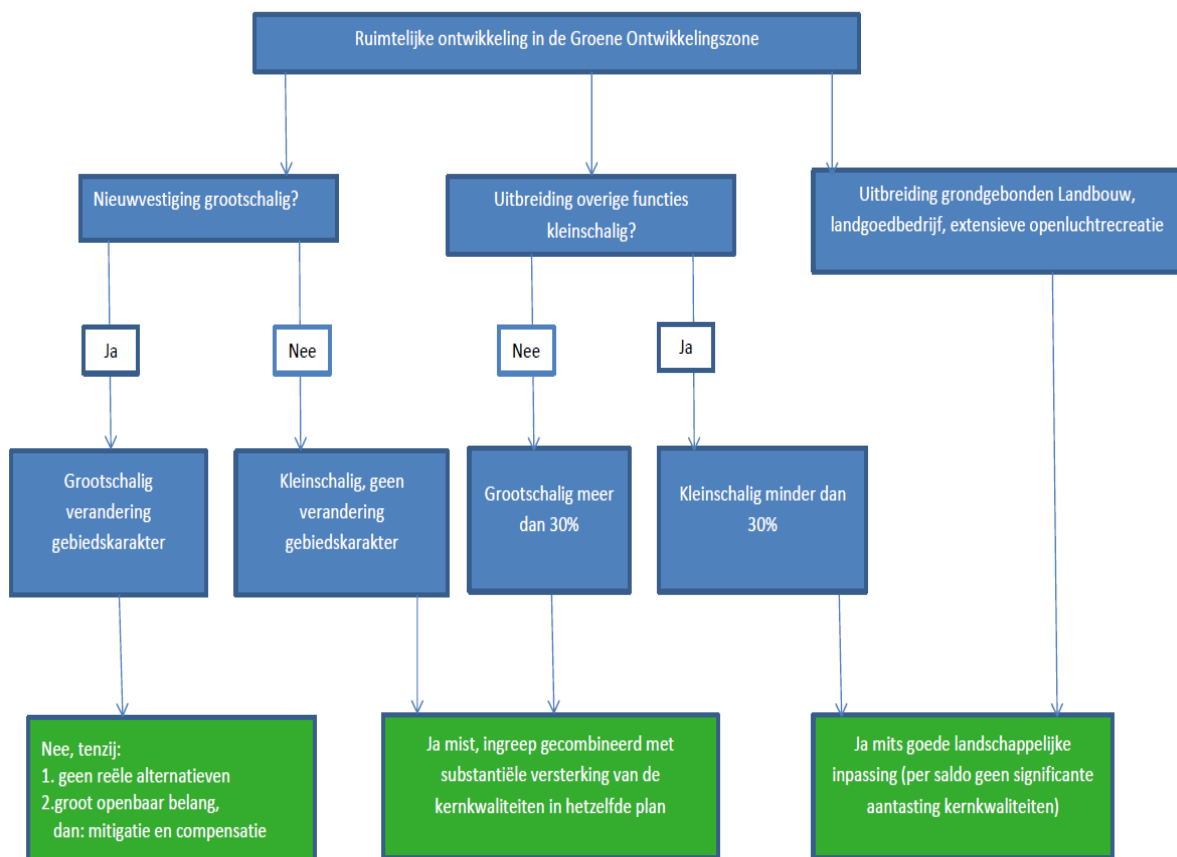 Ruimtelijke ontwikkeling in de Groene Ontwikkelingszone
Nieuwvestiging grootschalig?
Uitbreiding overige functies
kleinschalig?
Uitbreiding grondgebonden Landbouw,
landgoedbedrijf, extensieve openluchtrecreatie
Ja
Nee
Nee
Ja
Grootschalig
verandering
gebiedskarakter
Kleinschalig, geen
verandering
gebiedskarakter
Grootschalig meer
dan 30%
Kleinschalig minder dan
30%
Nee, tenzij:
1. geen reële alternatieven
2.groot openbaar belang,
dan: mitigatie en compensatie
Ja mist, ingreep gecombineerd met
substantiële versterking van de
kernkwaliteiten in hetzelfde plan
Ja mits goede landschappelijke
inpassing (per saldo geen significante
aantasting kernkwaliteiten)